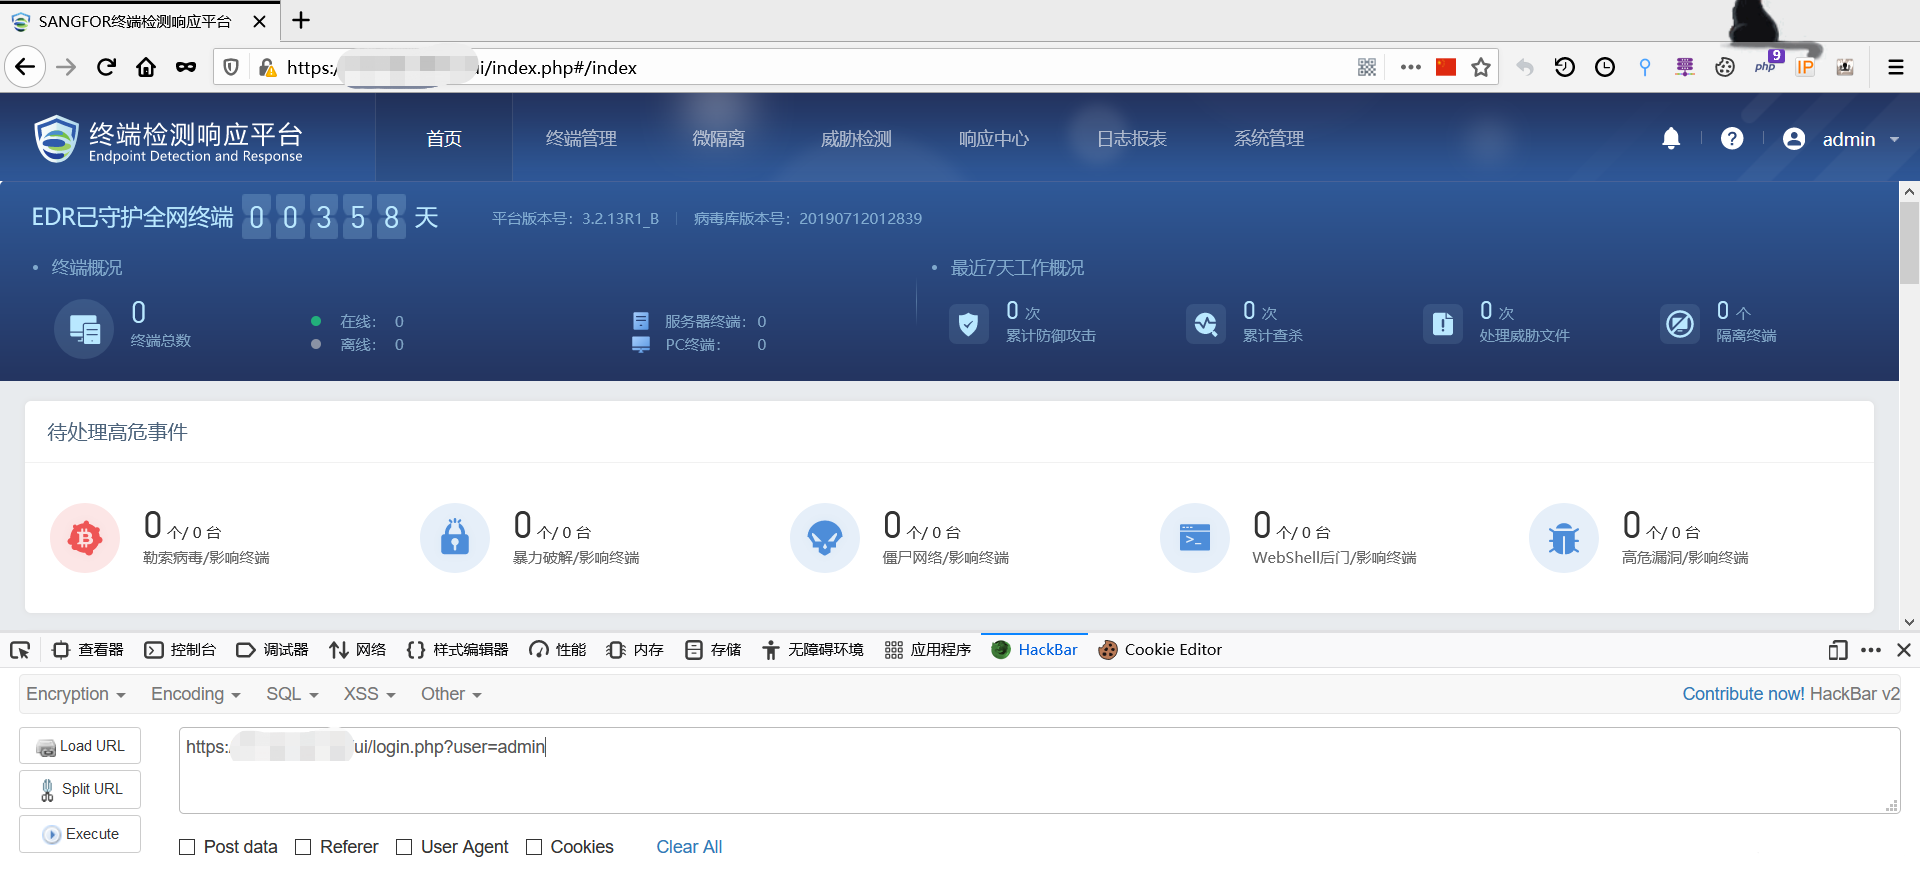 SANGFOR终端检测响应平台
https:/ i/index.php#/index
php 9 IP
终端检测响应平台
Endpoint Detection and Response
首页 终端管理 微隔离 威胁检测 响应中心 日志报表 系统管理 admin
EDR已守护全网终端 00358 天 平台版本号：3.2.13R1_B 病毒库版本号：20190712012839
终端概况 最近7天工作概况
0 终端总数
在线： 0
离线： 0
服务器终端：0
PC终端： 0
0 次 累计防御攻击
0 次 累计查杀
0 次 处理威胁文件
0 个 隔离终端
待处理高危事件
0 个/ 0 台 勒索病毒/影响终端
0 个/ 0 台 暴力破解/影响终端
0 个/ 0 台 僵尸网络/影响终端
0 个/ 0 台 WebShell后门/影响终端
0 个/ 0 台 高危漏洞/影响终端
查看器 控制台 调试器 网络 样式编辑器 性能 内存 存储 无障碍环境 应用程序 HackBar Cookie Editor
Encryption Encoding SQL XSS Other Contribute now! HackBar v2
Load URL
https: ui/login.php?user=admin
Split URL
Execute
Post data Referer User Agent Cookies Clear All